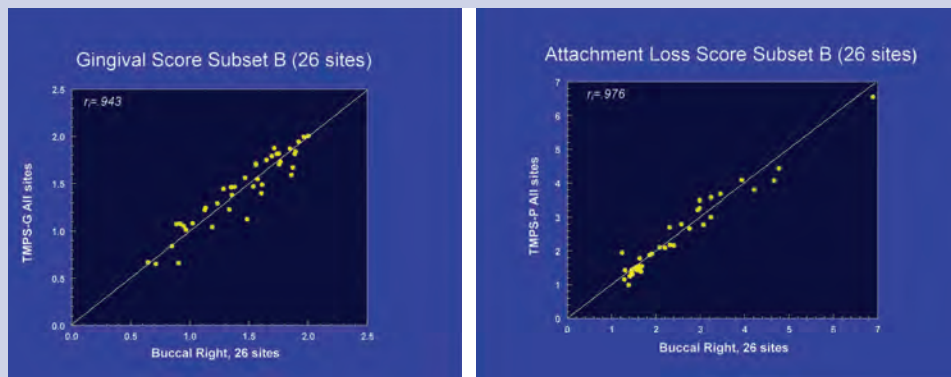 Gingival Score Subset B (26 sites)
2.5
rᵢ=.943
2.0
1.5
1.0
0.5
0.0
TMPS-G All sites
0.0 0.5 1.0 1.5 2.0 2.5
Buccal Right, 26 sites
Attachment Loss Score Subset B (26 sites)
7
rᵢ=.976
6
5
4
3
2
1
0
TMPS-P All sites
0 1 2 3 4 5 6 7
Buccal Right, 26 sites